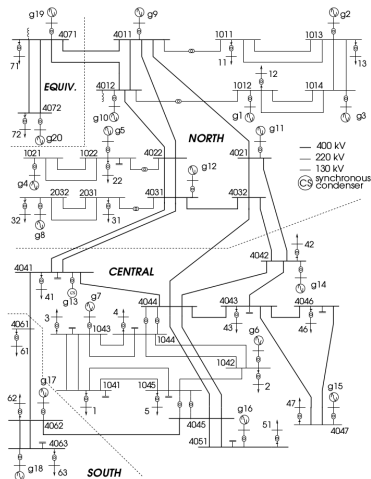 g19 g9 g2
4071 4011 1011 1013
71 11 13
EQUIV. 4012 12
1012 1014
4072 g10 g1 g3
72 g20 g5 NORTH g11
1021 1022 4022 4021
g12
400 kV
220 kV
130 kV
CS synchronous
condenser
g4 22
2032 2031 4031 4032
32 g8 31
42
4042
4041 CENTRAL
g14
41 g13
g7 4044 4043 4046
3 4
4061 1043 1044 43 g6 46
61 1042
g17 1041 1045 2 g15
62 1 5 47
4062 4045 g16 4047
51
4063 4051
g18 63
SOUTH